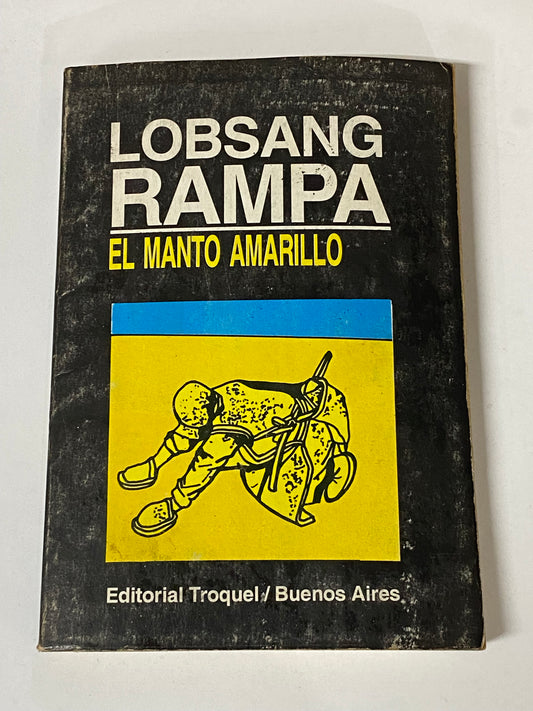 LOBSANG
RAMPA
EL MANTO AMARILLO
Editorial Troquel / Buenos Aires